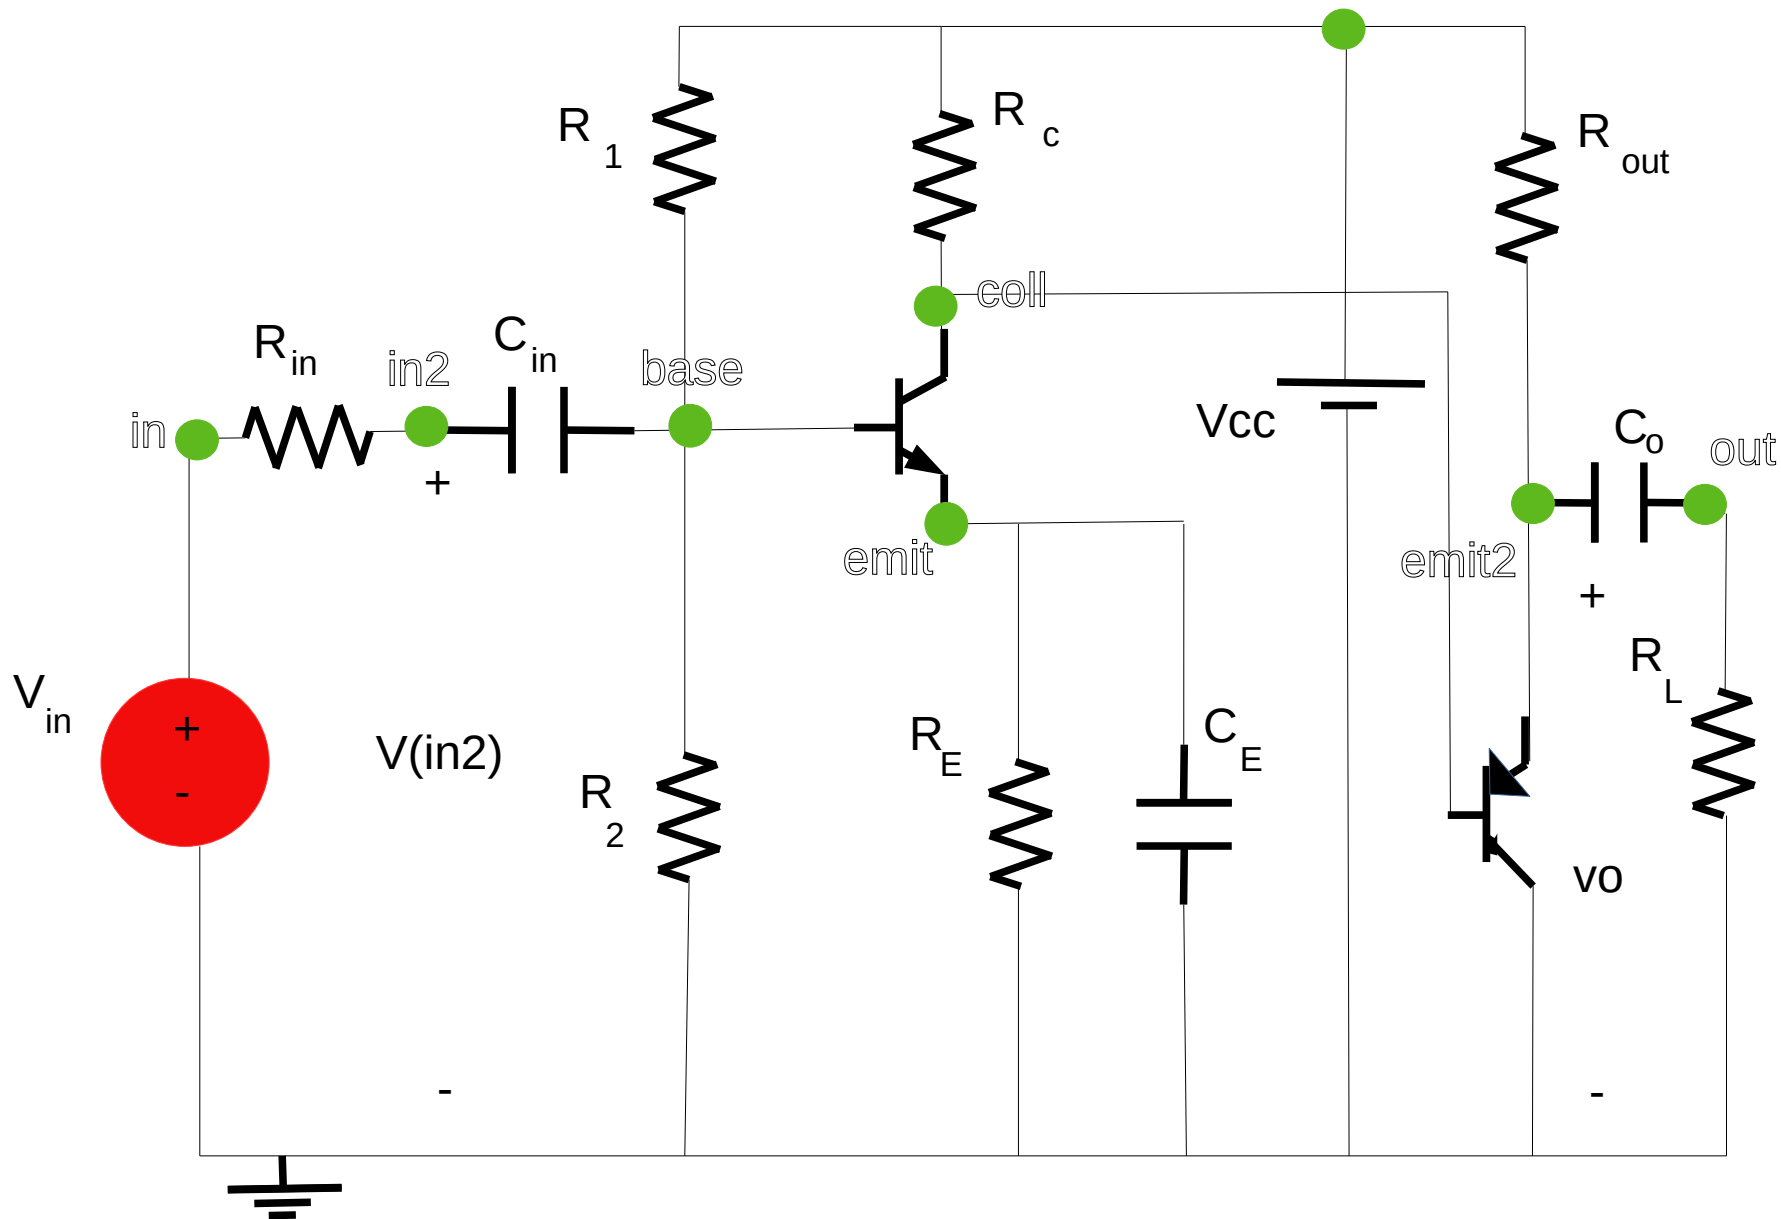 R c
R 1
R out
coll
C in
R in
in2
base
Vcc
C o
in
out
+
emit
emit2
+
R L
V in
+
-
V(in2)
R E
C E
R 2
vo
-
-